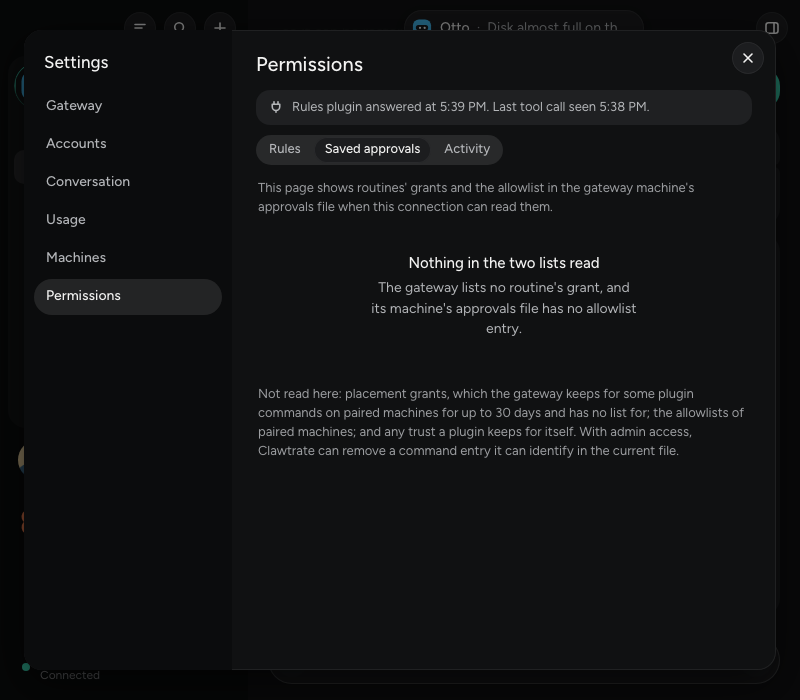 Otto · Disk almost full on th
Settings
Gateway
Accounts
Conversation
Usage
Machines
Permissions
Permissions
Rules plugin answered at 5:39 PM. Last tool call seen 5:38 PM.
Rules Saved approvals Activity
This page shows routines' grants and the allowlist in the gateway machine's
approvals file when this connection can read them.
Nothing in the two lists read
The gateway lists no routine's grant, and
its machine's approvals file has no allowlist
entry.
Not read here: placement grants, which the gateway keeps for some plugin
commands on paired machines for up to 30 days and has no list for; the allowlists of
paired machines; and any trust a plugin keeps for itself. With admin access,
Clawtrate can remove a command entry it can identify in the current file.
Connected